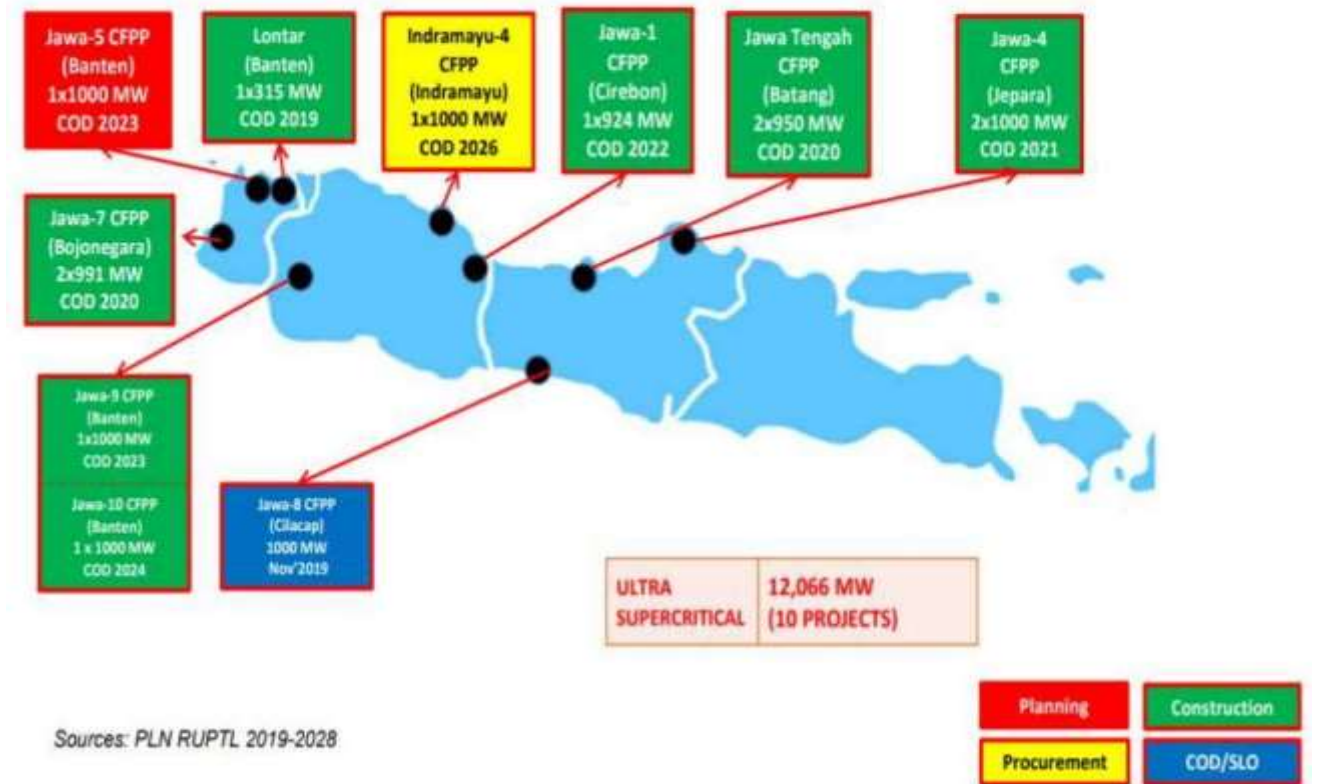 Jawa-5 CFPP
(Banten)
1x1000 MW
COD 2023
Lontar
(Banten)
1x315 MW
COD 2019
Indramayu-4
CFPP
(Indramayu)
1x1000 MW
COD 2026
Jawa-1
CFPP
(Cirebon)
1x924 MW
COD 2022
Jawa Tengah
CFPP
(Batang)
2x950 MW
COD 2020
Jawa-4
CFPP
(Jepara)
2x1000 MW
COD 2021
Jawa-7 CFPP
(Bojonegara)
2x991 MW
COD 2020
Jawa-9 CFPP
(Banten)
1x1000 MW
COD 2023
Jawa-10 CFPP
(Banten)
1 x 1000 MW
COD 2024
Jawa-8 CFPP
(Cilacap)
1000 MW
Nov'2019
ULTRA
SUPERCRITICAL
12,066 MW
(10 PROJECTS)
Planning
Construction
Procurement
COD/SLO
Sources: PLN RUPTL 2019-2028